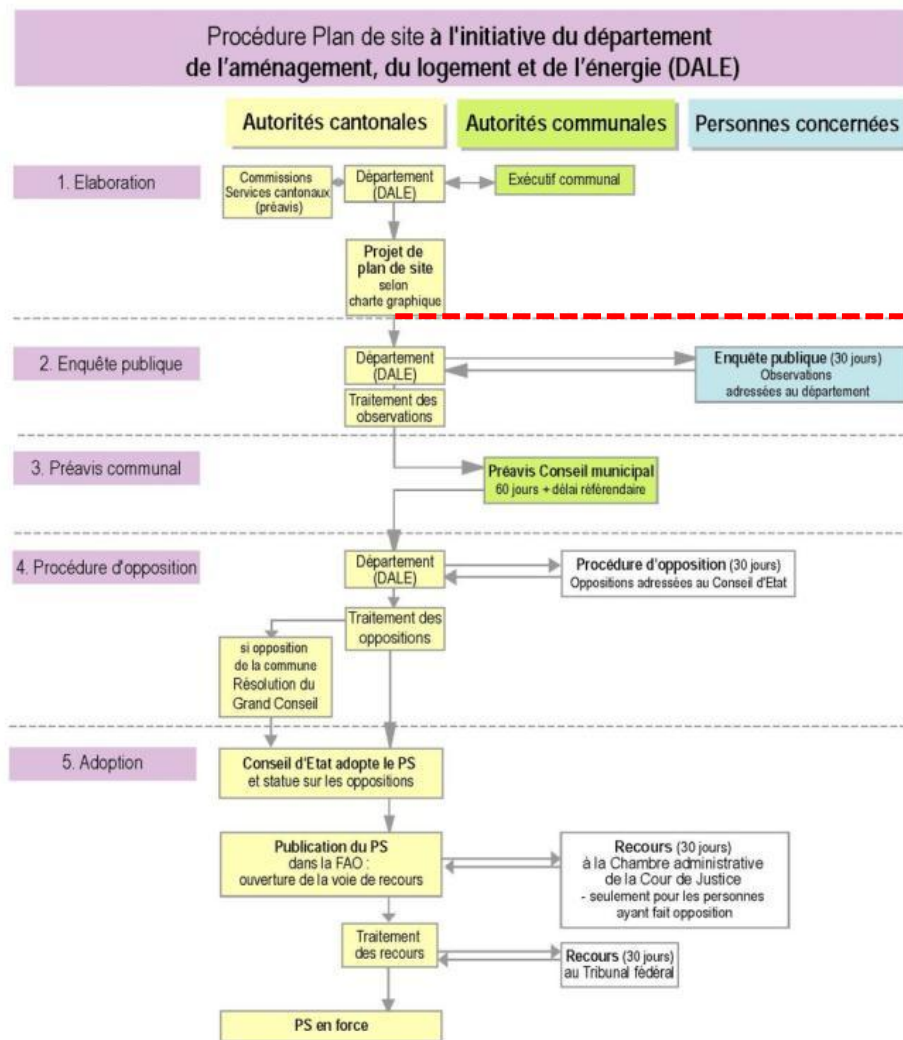 Procédure Plan de site à l'initiative du département
de l'aménagement, du logement et de l'énergie (DALE)
Autorités cantonales
Autorités communales
Personnes concernées
1. Elaboration
Commissions
Services cantonaux
(préavis)
Département
(DALE)
Exécutif communal
Projet de
plan de site
selon
charte graphique
2. Enquête publique
Département
(DALE)
Traitement des
observations
Enquête publique (30 jours)
Observations
adressées au département
3. Préavis communal
Préavis Conseil municipal
60 jours + délai référendaire
4. Procédure d'opposition
Département
(DALE)
Procédure d'opposition (30 jours)
Oppositions adressées au Conseil d'Etat
Traitement des
oppositions
si opposition
de la commune
Résolution du
Grand Conseil
5. Adoption
Conseil d'Etat adopte le PS
et statue sur les oppositions
Publication du PS
dans la FAO :
ouverture de la voie de recours
Recours (30 jours)
à la Chambre administrative
de la Cour de Justice
- seulement pour les personnes
ayant fait opposition
Traitement
des recours
Recours (30 jours)
au Tribunal fédéral
PS en force